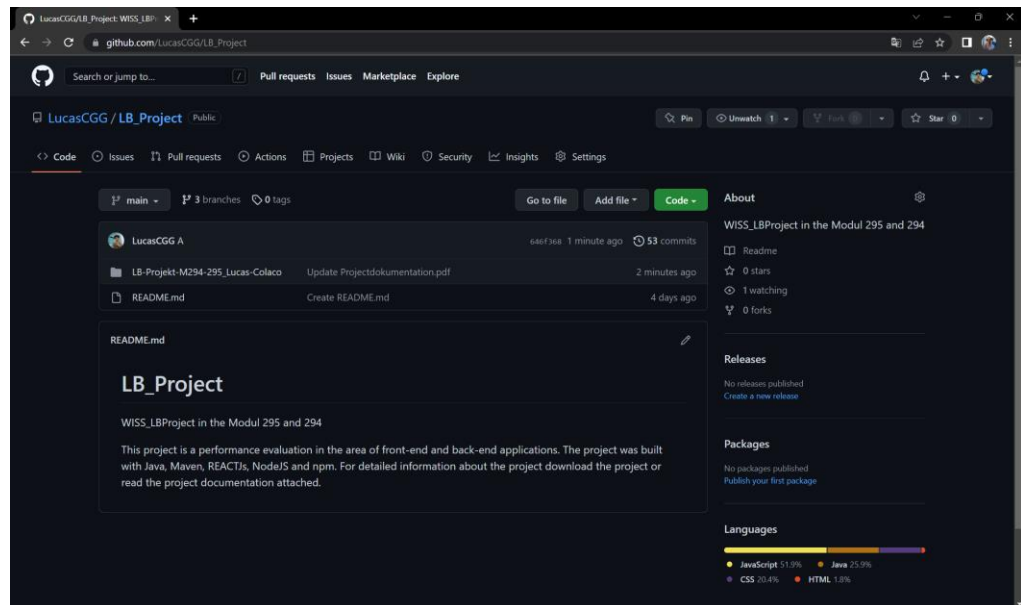 LucasCGG/LB_Project: WISS_LBPr
github.com/LucasCGG/LB_Project
Search or jump to... / Pull requests Issues Marketplace Explore
LucasCGG / LB_Project Public
Pin Unwatch 1 Fork 0 Star 0
Code Issues Pull requests Actions Projects Wiki Security Insights Settings
main 3 branches 0 tags Go to file Add file Code
LucasCGG A 1 minute ago 53 commits
LB-Projekt-M294-295_Lucas-Colaco Update Projectdokumentation.pdf 2 minutes ago
README.md Create README.md 4 days ago
README.md
LB_Project
WISS_LBProject in the Modul 295 and 294
This project is a performance evaluation in the area of front-end and back-end applications. The project was built
with Java, Maven, REACTJs, NodeJS and npm. For detailed information about the project download the project or
read the project documentation attached.
About
WISS_LBProject in the Modul 295 and 294
Readme
0 stars
1 watching
0 forks
Releases
No releases published
Create a new release
Packages
No packages published
Publish your first package
Languages
JavaScript 51.9% Java 25.9%
CSS 20.4% HTML 1.8%